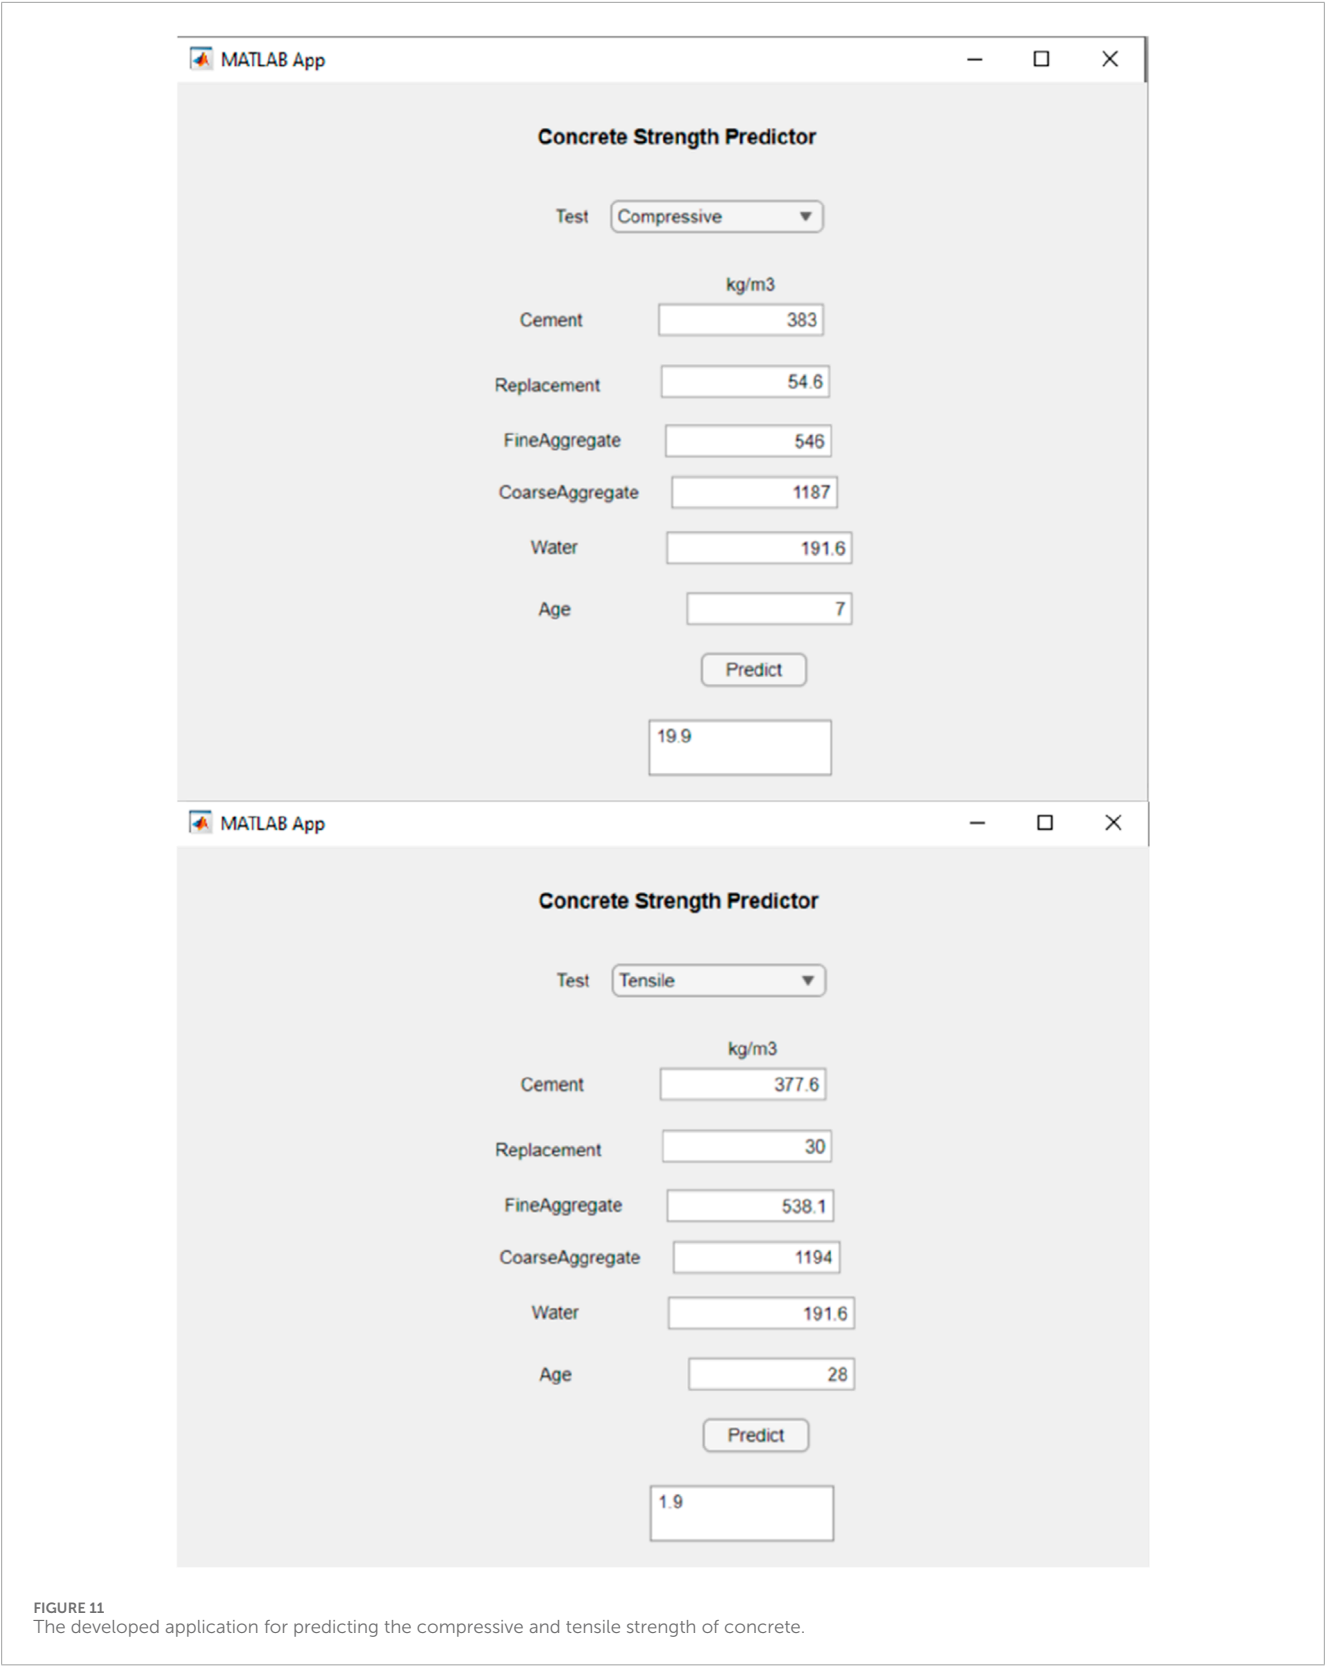 MATLAB App
Concrete Strength Predictor
Test Compressive
kg/m3
Cement 383
Replacement 54.6
FineAggregate 546
CoarseAggregate 1187
Water 191.6
Age 7
Predict
19.9
MATLAB App
Concrete Strength Predictor
Test Tensile
kg/m3
Cement 377.6
Replacement 30
FineAggregate 538.1
CoarseAggregate 1194
Water 191.6
Age 28
Predict
1.9
FIGURE 11
The developed application for predicting the compressive and tensile strength of concrete.